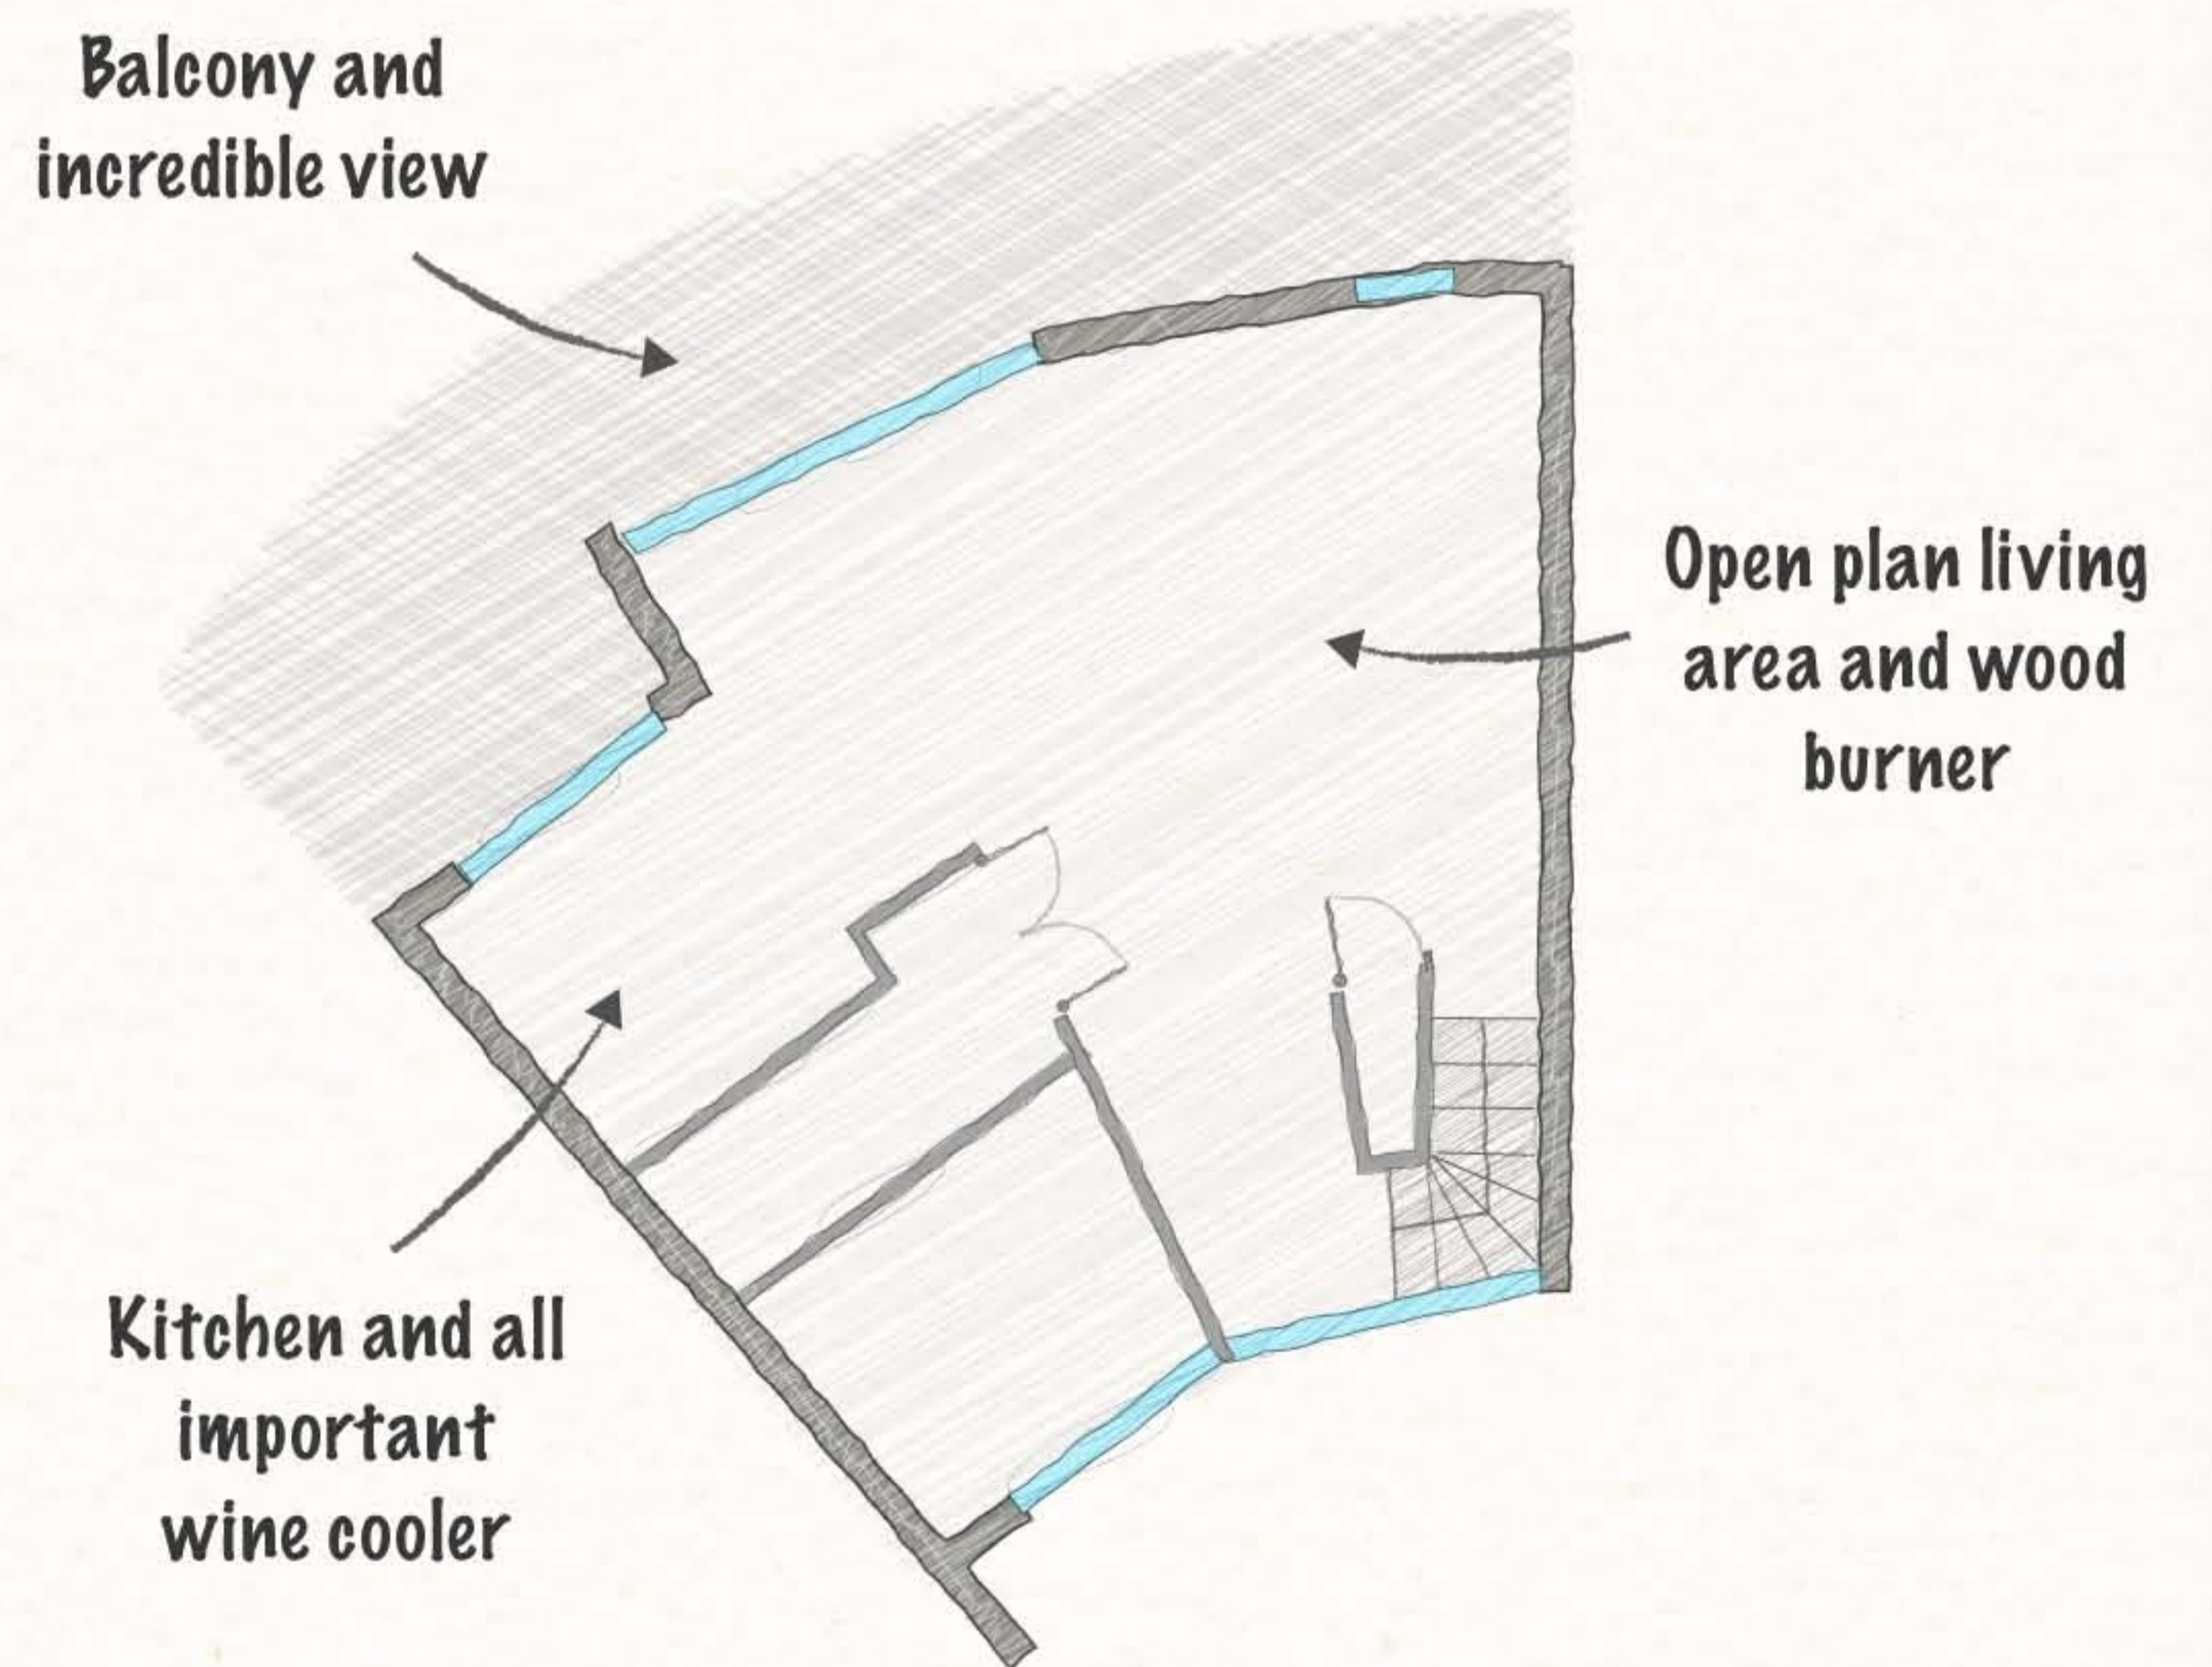 Balcony and
incredible view
Open plan living
area and wood
burner
Kitchen and all
important
wine cooler